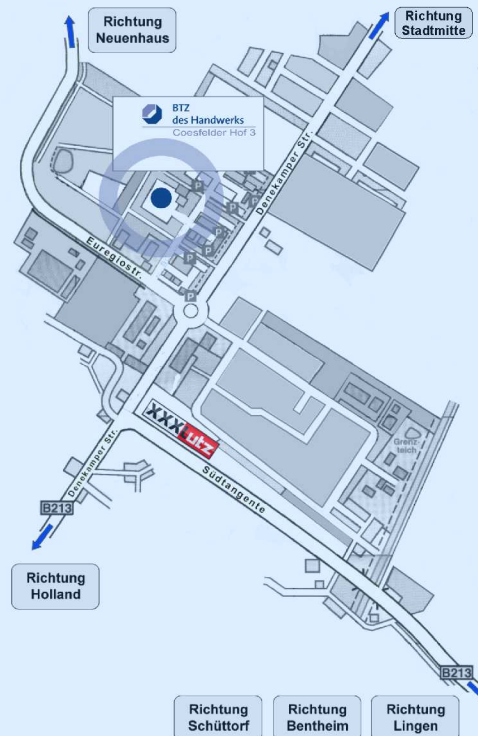 Richtung
Neuenhaus
Richtung
Stadtmitte
BTZ
des Handwerks
Coesfelder Hof 3
Denekamper Str.
P
P
P
P
P
P
P
Euregiostr.
XXXLutz
Grenz-
teich
Südtangente
Denekamper Str.
B213
Richtung
Holland
B213
Richtung
Schüttorf
Richtung
Bentheim
Richtung
Lingen